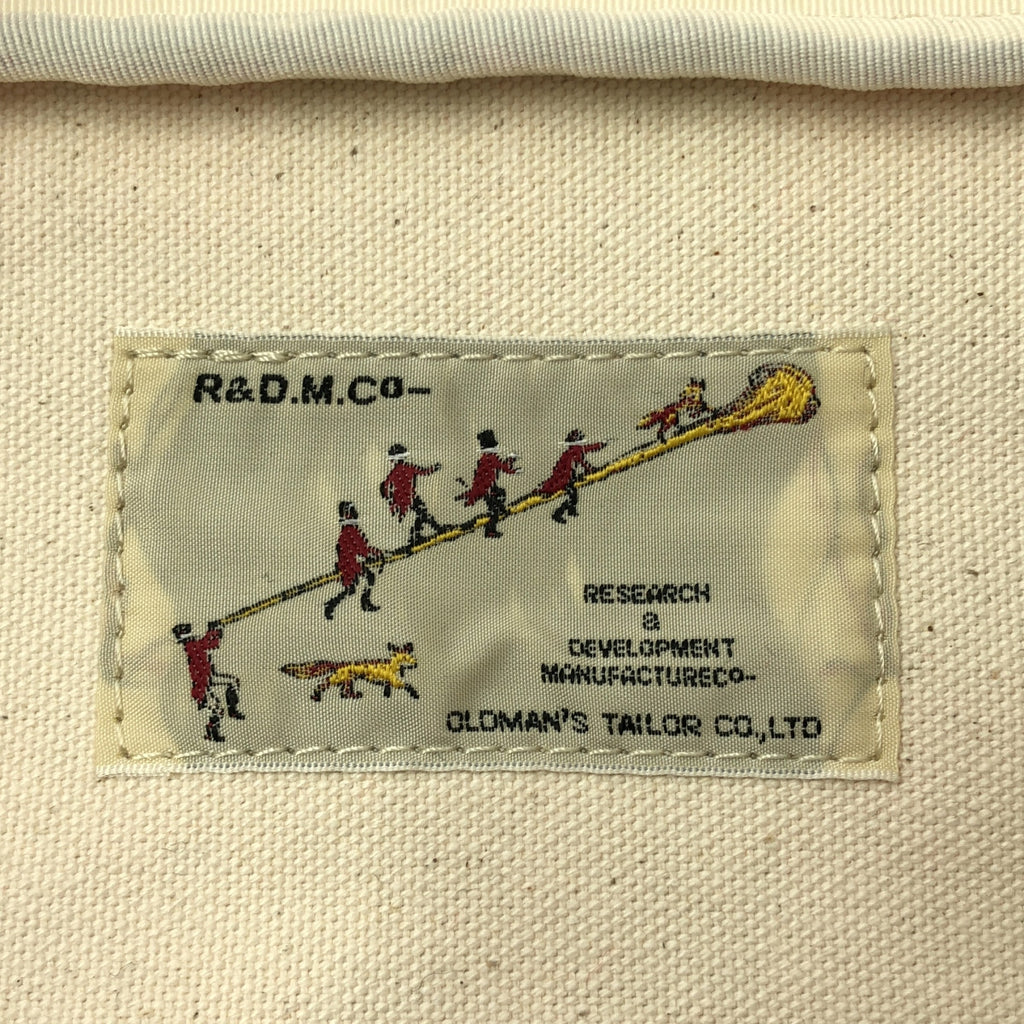 R&D.M.Co-
RESEARCH
&
DEVELOPMENT
MANUFACTURECO-
OLDMAN'S TAILOR CO.,LTD